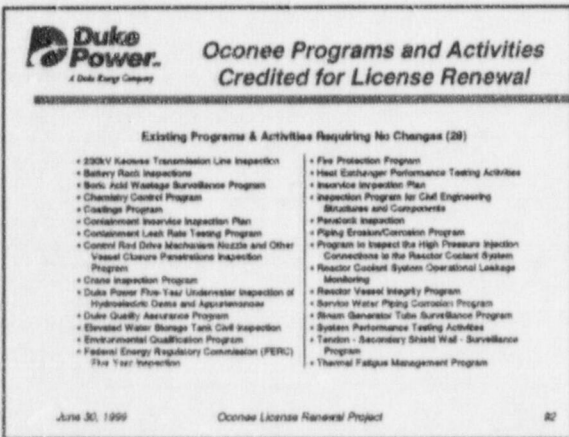 Duke
Power.
A Duke Energy Company
Oconee Programs and Activities
Credited for License Renewal
Existing Programs & Activities Requiring No Changes (28)
• 230kV Keowee Transmission Line Inspection
• Battery Rack Inspections
• Boric Acid Wastage Surveillance Program
• Chemistry Control Program
• Coatings Program
• Containment Inservice Inspection Plan
• Containment Leak Rate Testing Program
• Control Rod Drive Mechanism Nozzle and Other
Vessel Closure Penetrations Inspection
Program
• Crane Inspection Program
• Duke Power Five-Year Underwater Inspection of
Hydroelectric Dams and Appurtenances
• Duke Quality Assurance Program
• Elevated Water Storage Tank Civil Inspection
• Environmental Qualification Program
• Federal Energy Regulatory Commission (FERC)
Five Year Inspection
• Fire Protection Program
• Heat Exchanger Performance Testing Activities
• Inservice Inspection Plan
• Inspection Program for Civil Engineering
Structures and Components
• Penstock Inspection
• Piping Erosion/Corrosion Program
• Program to Inspect the High Pressure Injection
Connections to the Reactor Coolant System
• Reactor Coolant System Operational Leakage
Monitoring
• Reactor Vessel Integrity Program
• Service Water Piping Corrosion Program
• Steam Generator Tube Surveillance Program
• System Performance Testing Activities
• Tendon - Secondary Shield Wall - Surveillance
Program
• Thermal Fatigue Management Program
June 30, 1999
Oconee License Renewal Project
92